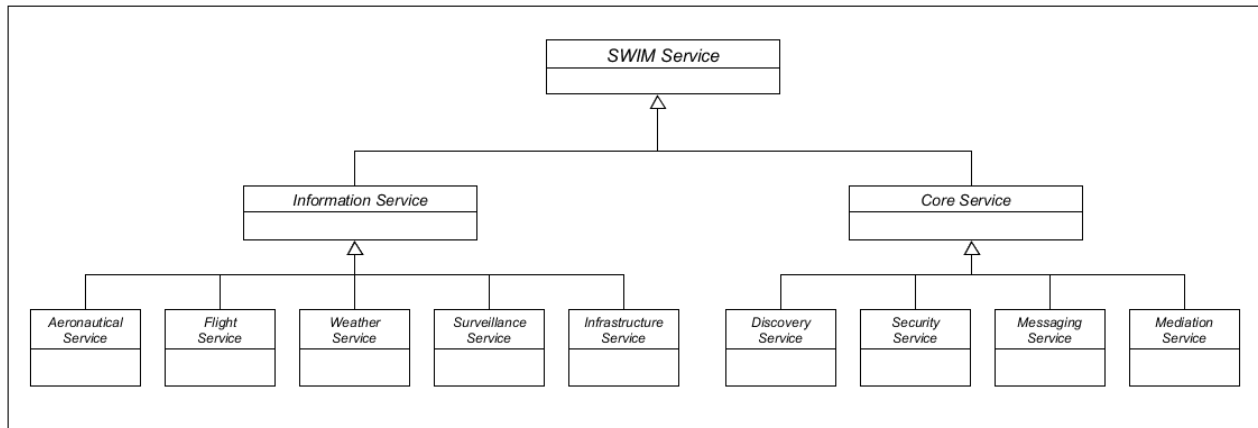 SWIM Service
Information Service
Core Service
Aeronautical
Service
Flight
Service
Weather
Service
Surveillance
Service
Infrastructure
Service
Discovery
Service
Security
Service
Messaging
Service
Mediation
Service